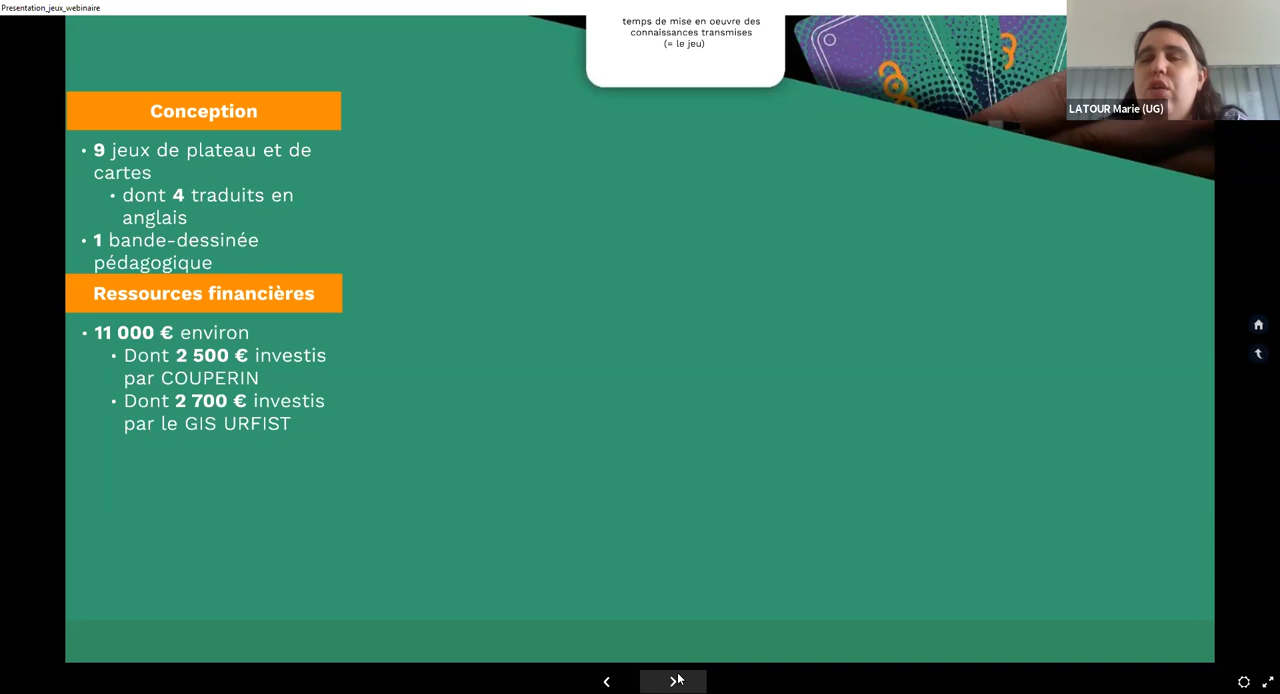 Presentation_jeux_webinaire
temps de mise en oeuvre des
connaissances transmises
(= le jeu)
LATOUR Marie (UG)
Conception
• 9 jeux de plateau et de
cartes
• dont 4 traduits en
anglais
• 1 bande-dessinée
pédagogique
Ressources financières
• 11 000 € environ
• Dont 2 500 € investis
par COUPERIN
• Dont 2 700 € investis
par le GIS URFIST